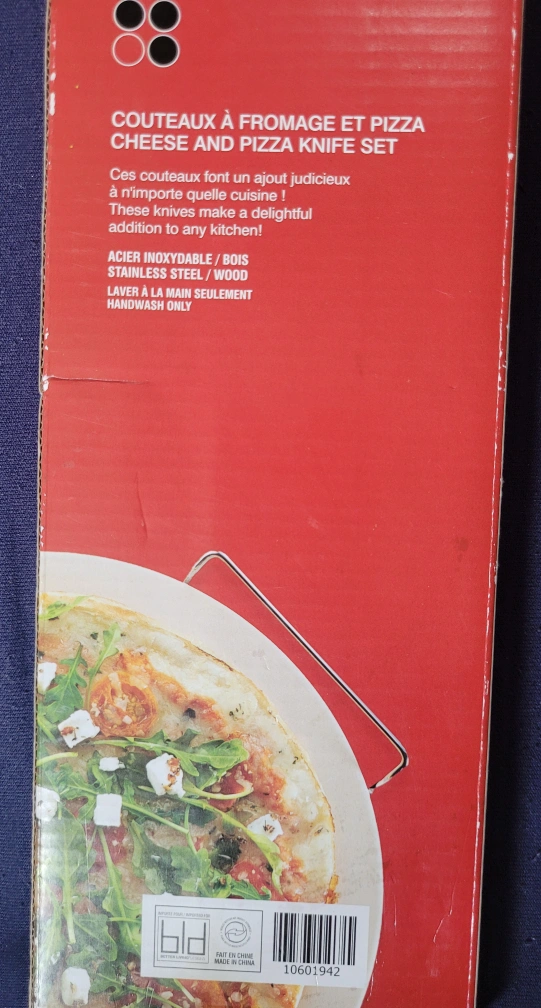 COUTEAUX À FROMAGE ET PIZZA
CHEESE AND PIZZA KNIFE SET
Ces couteaux font un ajout judicieux
à n'importe quelle cuisine !
These knives make a delightful
addition to any kitchen!
ACIER INOXYDABLE / BOIS
STAINLESS STEEL / WOOD
LAVER À LA MAIN SEULEMENT
HANDWASH ONLY
bld
FAIT EN CHINE
MADE IN CHINA
10601942